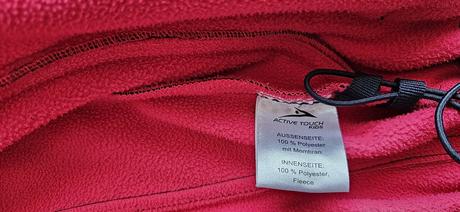 ACTIVE TOUCH
KIDS
AUSSENSEITE:
100 % Polyester
mit Membran
INNENSEITE:
100 % Polyester,
Fleece